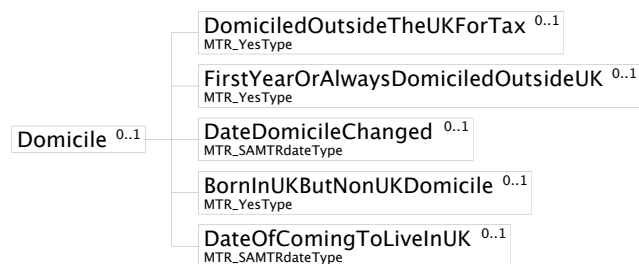 DomiciledOutsideTheUKForTax 0..1
MTR_YesType
FirstYearOrAlwaysDomiciledOutsideUK 0..1
MTR_YesType
Domicile 0..1
DateDomicileChanged 0..1
MTR_SAMTRdateType
BornInUKButNonUKDomicile 0..1
MTR_YesType
DateOfComingToLiveInUK 0..1
MTR_SAMTRdateType